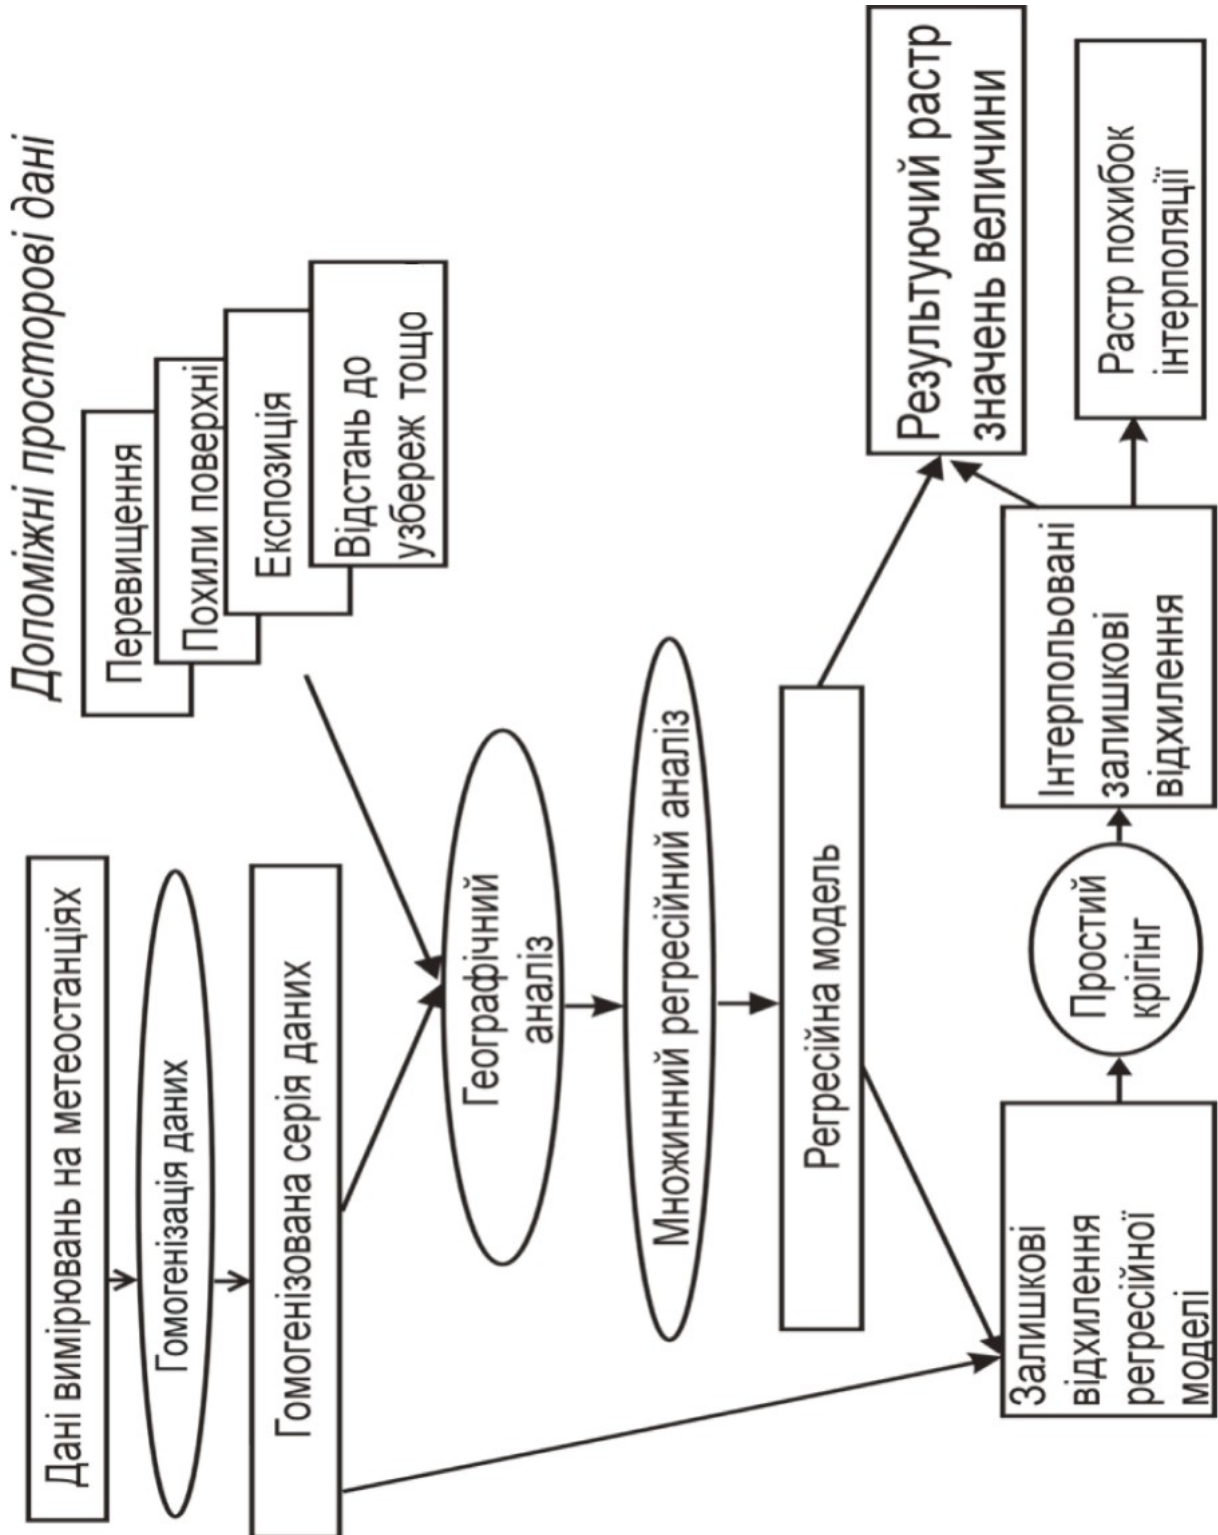 Допоміжні просторові дані
Перевищення
Похили поверхні
Експозиція
Відстань до
узбереж тощо
Дані вимірювань на метеостанціях
Гомогенізація даних
Гомогенізована серія даних
Географічний
аналіз
Множинний регресійний аналіз
Регресійна модель
Залишкові
відхилення
регресійної
моделі
Простий
крігінг
Інтерпольовані
залишкові
відхилення
Результуючий растр
значень величини
Растр похибок
інтерполяції